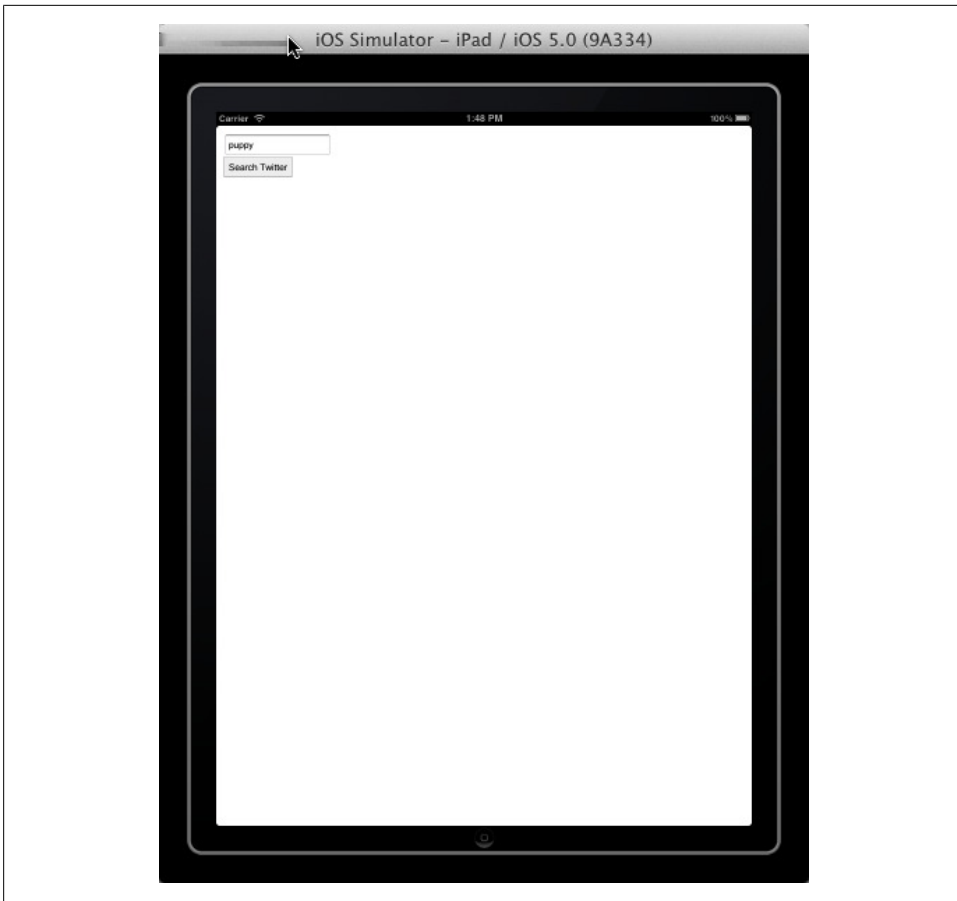 iOS Simulator – iPad / iOS 5.0 (9A334)
Carrier 1:48 PM 100%
puppy
Search Twitter